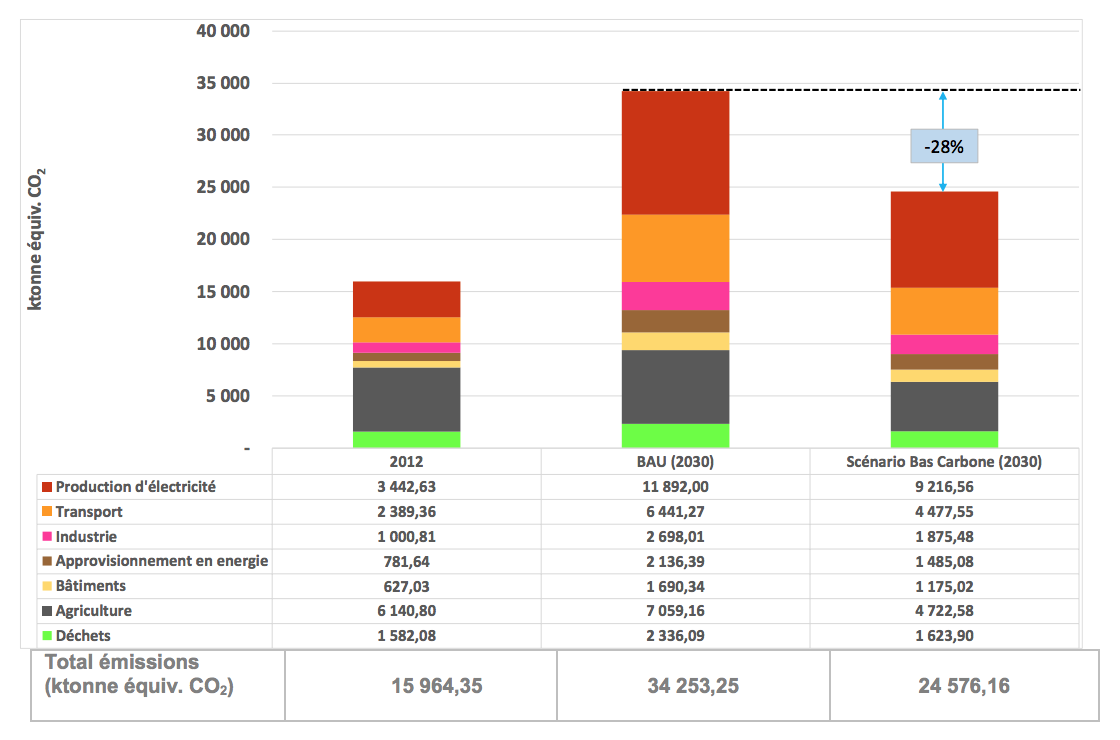 40 000
35 000
30 000
25 000
20 000
15 000
10 000
5 000
-
ktonne équiv. CO₂
-28%
2012 BAU (2030) Scénario Bas Carbone (2030)
Production d'électricité 3 442,63 11 892,00 9 216,56
Transport 2 389,36 6 441,27 4 477,55
Industrie 1 000,81 2 698,01 1 875,48
Approvisionnement en energie 781,64 2 136,39 1 485,08
Bâtiments 627,03 1 690,34 1 175,02
Agriculture 6 140,80 7 059,16 4 722,58
Déchets 1 582,08 2 336,09 1 623,90
Total émissions
(ktonne équiv. CO₂) 15 964,35 34 253,25 24 576,16